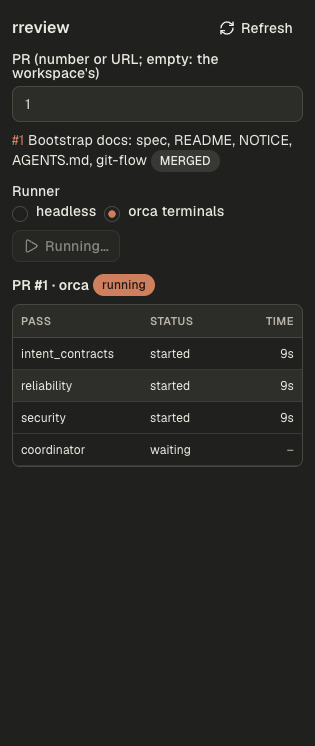 rreview
Refresh
PR (number or URL; empty: the
workspace's)
1
#1 Bootstrap docs: spec, README, NOTICE,
AGENTS.md, git-flow MERGED
Runner
headless orca terminals
Running...
PR #1 · orca running
PASS STATUS TIME
intent_contracts started 9s
reliability started 9s
security started 9s
coordinator waiting –